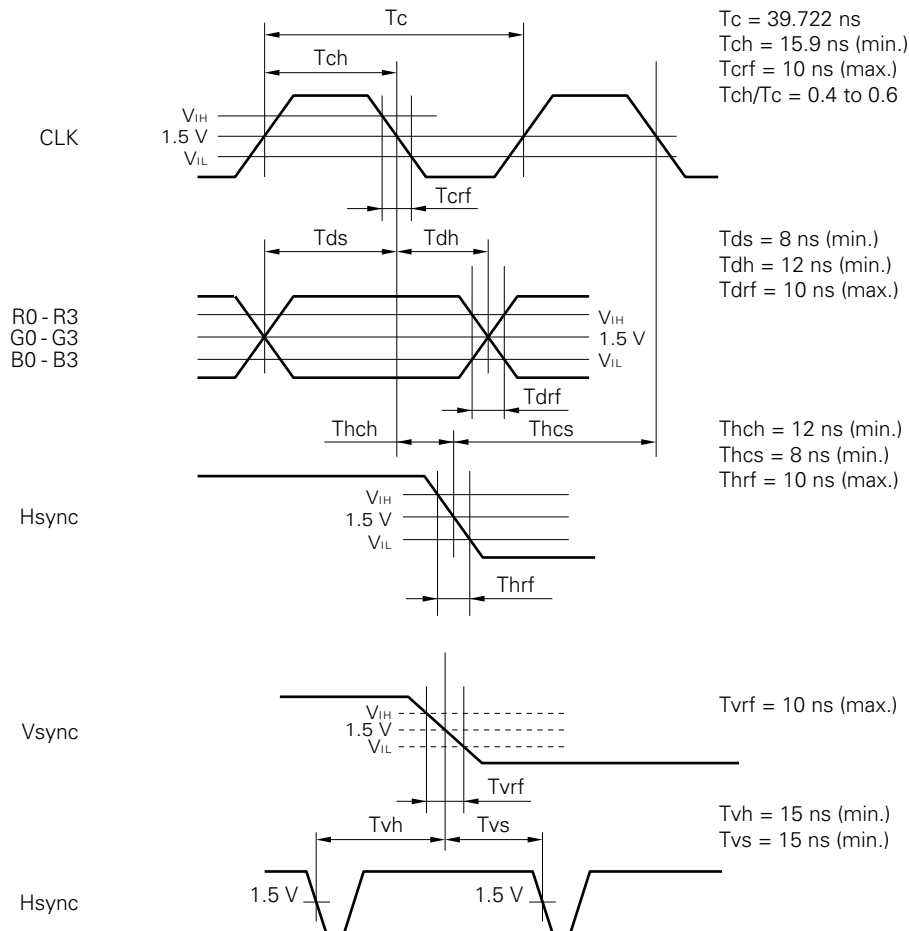 Tc
Tc = 39.722 ns
Tch = 15.9 ns (min.)
Tcrf = 10 ns (max.)
Tch/Tc = 0.4 to 0.6
Tch
CLK
VIH
1.5 V
VIL
Tcrf
Tds
Tdh
Tds = 8 ns (min.)
Tdh = 12 ns (min.)
Tdrf = 10 ns (max.)
R0 - R3
G0 - G3
B0 - B3
VIH
1.5 V
VIL
Tdrf
Thch
Thcs
Thch = 12 ns (min.)
Thcs = 8 ns (min.)
Thrf = 10 ns (max.)
Hsync
VIH
1.5 V
VIL
Thrf
Vsync
VIH
1.5 V
VIL
Tvrf = 10 ns (max.)
Tvrf
Tvh
Tvs
Tvh = 15 ns (min.)
Tvs = 15 ns (min.)
Hsync
1.5 V
1.5 V